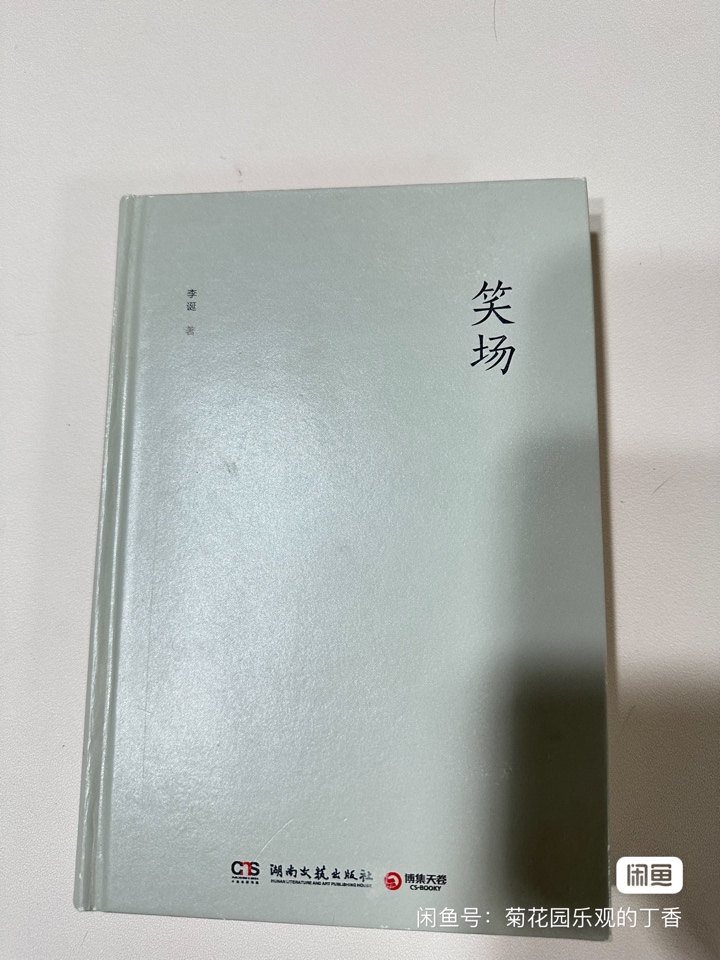 笑场
李诞 著
CTS
湖南文艺出版社
HUNAN LITERATURE AND ART PUBLISHING HOUSE
博集天卷
CS-BOOKY
闲鱼
闲鱼号：菊花园乐观的丁香